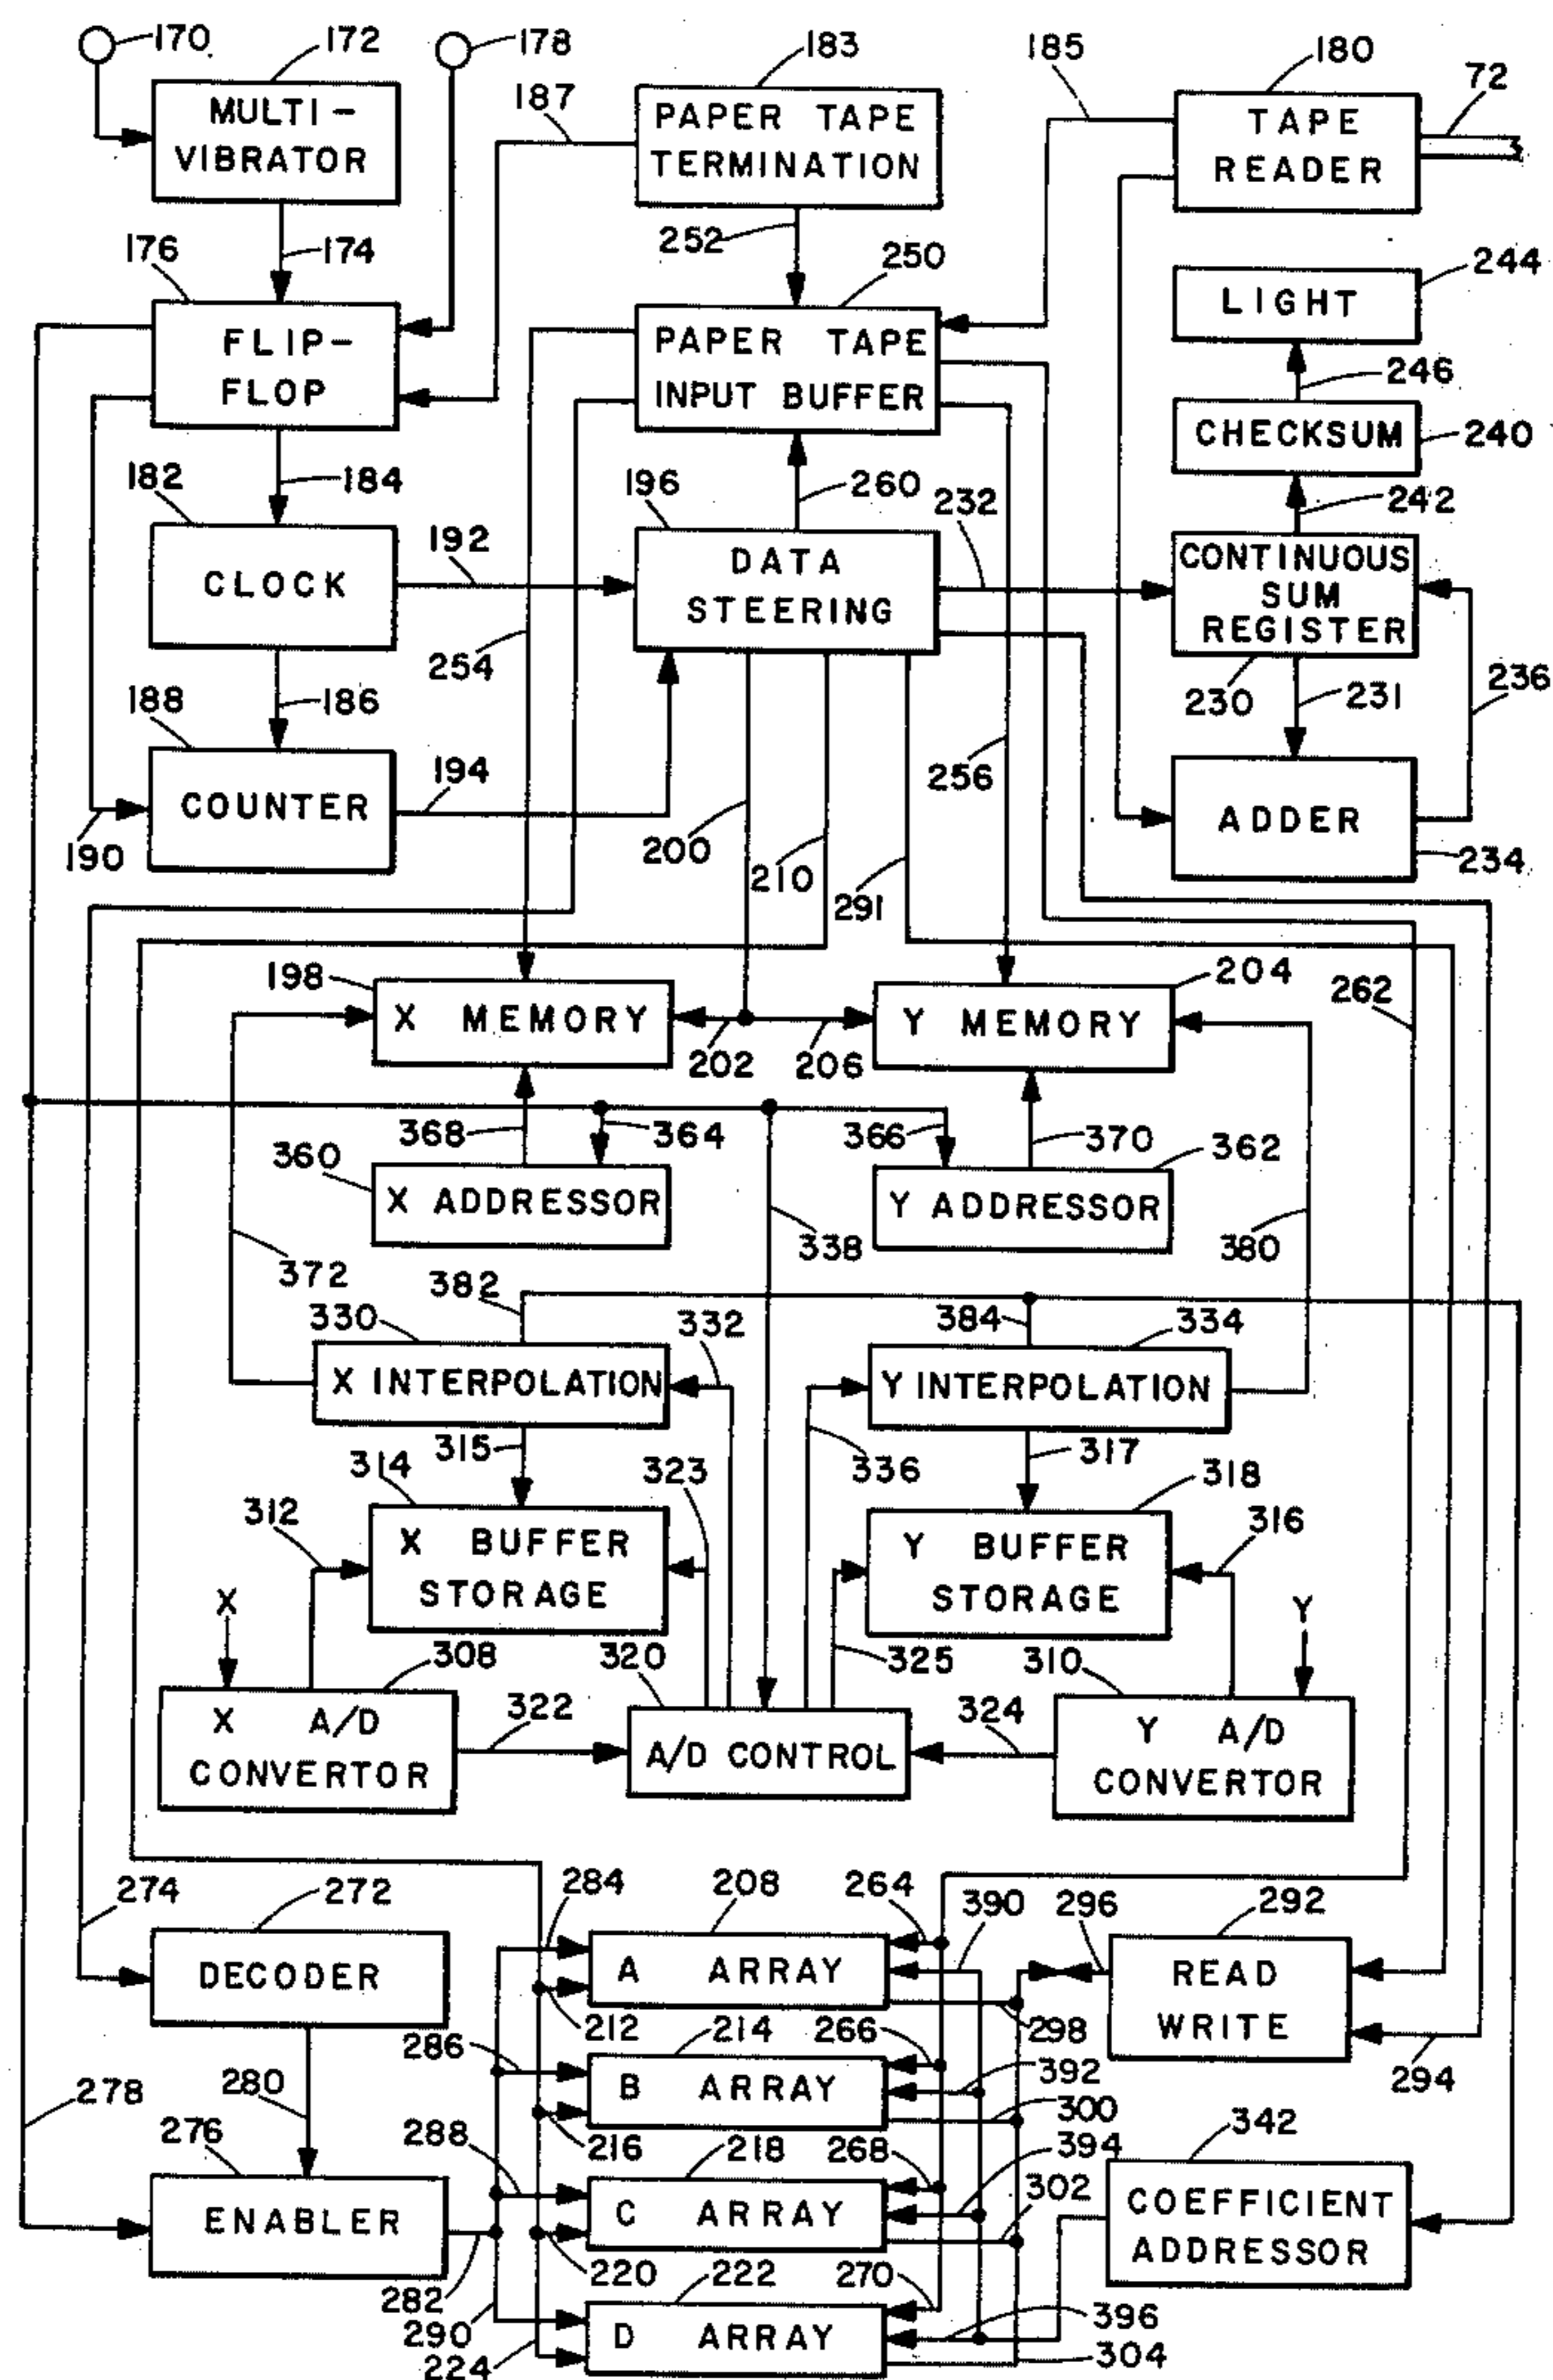 170
172
178
183
185
180
72
MULTI-
VIBRATOR
187
PAPER TAPE
TERMINATION
TAPE
READER
176
174
252
250
244
FLIP-
FLOP
PAPER TAPE
INPUT BUFFER
LIGHT
246
CHECKSUM
240
182
184
196
260
232
242
CLOCK
192
DATA
STEERING
CONTINUOUS
SUM
REGISTER
254
188
186
230
231
236
194
256
COUNTER
ADDER
190
200
210
291
234
198
204
262
X MEMORY
Y MEMORY
202
206
368
364
366
370
360
362
X ADDRESSOR
Y ADDRESSOR
338
380
372
382
330
332
384
334
X INTERPOLATION
Y INTERPOLATION
315
317
314
323
336
318
312
316
X BUFFER
STORAGE
Y BUFFER
STORAGE
X
Y
308
320
325
310
322
324
X A/D
CONVERTOR
A/D CONTROL
Y A/D
CONVERTOR
274
272
284
208
264
390
296
292
DECODER
A ARRAY
READ
WRITE
212
298
286
214
266
392
294
278
280
B ARRAY
300
276
288
216
218
268
394
342
302
ENABLER
C ARRAY
COEFFICIENT
ADDRESSOR
282
220
222
270
290
396
D ARRAY
224
304